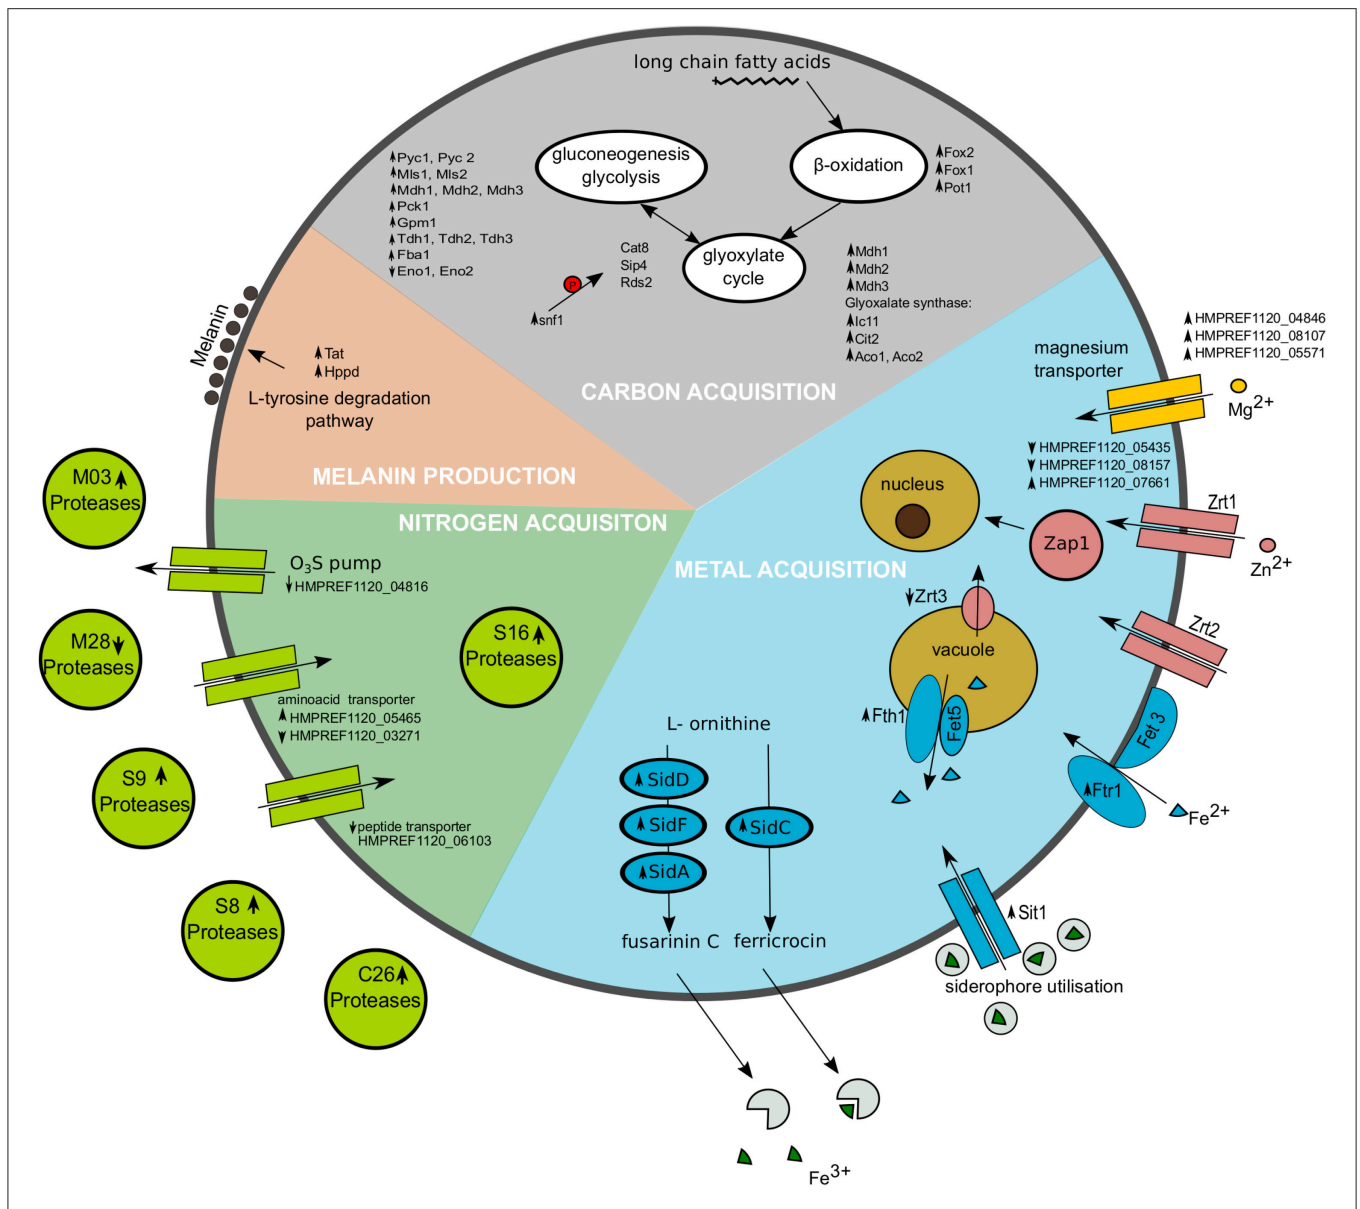 long chain fatty acids
gluconeogenesis
glycolysis
β-oxidation
Fox2
Fox1
Pot1
Pyc1, Pyc 2
Mls1, Mls2
Mdh1, Mdh2, Mdh3
Pck1
Gpm1
Tdh1, Tdh2, Tdh3
Fba1
Eno1, Eno2
Cat8
Sip4
Rds2
P
snf1
glyoxylate
cycle
Mdh1
Mdh2
Mdh3
Glyoxalate synthase:
Ic11
Cit2
Aco1, Aco2
CARBON ACQUISITION
Melanin
Tat
Hppd
L-tyrosine degradation
pathway
MELANIN PRODUCTION
NITROGEN ACQUISITON
M03
Proteases
O3S pump
HMPREF1120_04816
M28
Proteases
S16
Proteases
aminoacid transporter
HMPREF1120_05465
HMPREF1120_03271
S9
Proteases
peptide transporter
HMPREF1120_06103
S8
Proteases
C26
Proteases
METAL ACQUISITION
magnesium
transporter
HMPREF1120_04846
HMPREF1120_08107
HMPREF1120_05571
Mg2+
HMPREF1120_05435
HMPREF1120_08157
HMPREF1120_07661
nucleus
Zap1
Zrt1
Zn2+
Zrt3
Zrt2
vacuole
Fth1
Fet5
Fet 3
Ftr1
Fe2+
L- ornithine
SidD
SidF
SidC
SidA
fusarinin C
ferricrocin
Sit1
siderophore utilisation
Fe3+